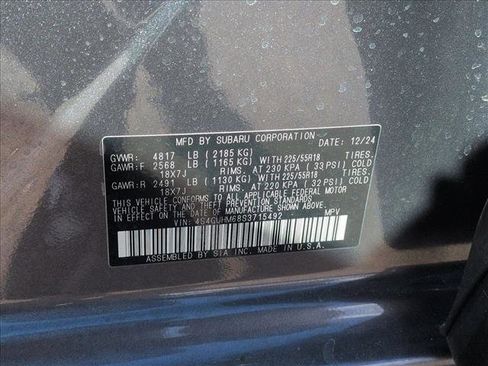 MFD BY SUBARU CORPORATION DATE: 12/24
GVWR: 4817 LB (2185 KG)
GAWR:F 2568 LB (1165 KG) WITH 225/55R18 TIRES,
18X7J RIMS,AT 230 KPA (33 PSI) COLD
GAWR:R 2491 LB (1130 KG) WITH 225/55R18 TIRES,
18X7J RIMS,AT 220 KPA (32 PSI) COLD
THIS VEHICLE CONFORMS TO ALL APPLICABLE FEDERAL MOTOR
VEHICLE SAFETY AND THEFT PREVENTION STANDARDS
IN EFFECT ON THE DATE OF MANUFACTURE SHOWN ABOVE.
VIN: 4S4GUHM68S3715492 MPV
ASSEMBLED BY SIA INC. MADE IN U.S.A.